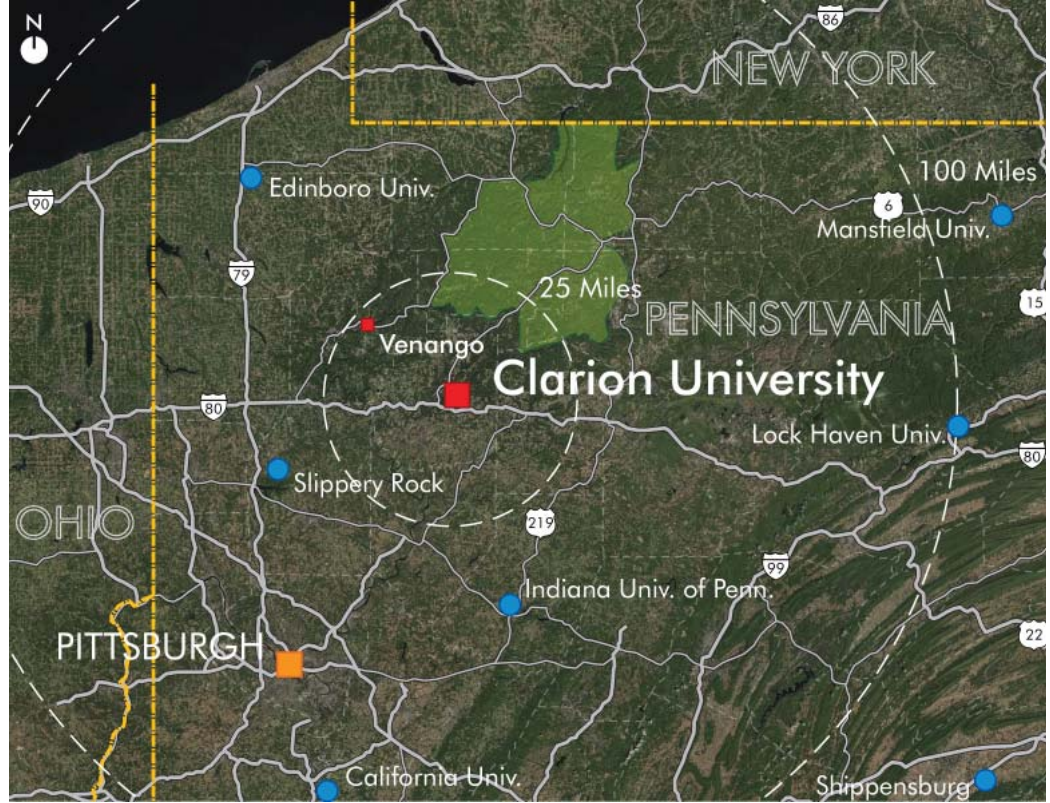 N
86
NEW YORK
100 Miles
90
Edinboro Univ.
6
Mansfield Univ.
79
25 Miles
15
PENNSYLVANIA
Venango
Clarion University
80
Lock Haven Univ.
80
Slippery Rock
OHIO
219
99
Indiana Univ. of Penn.
22
PITTSBURGH
California Univ.
Shippensburg